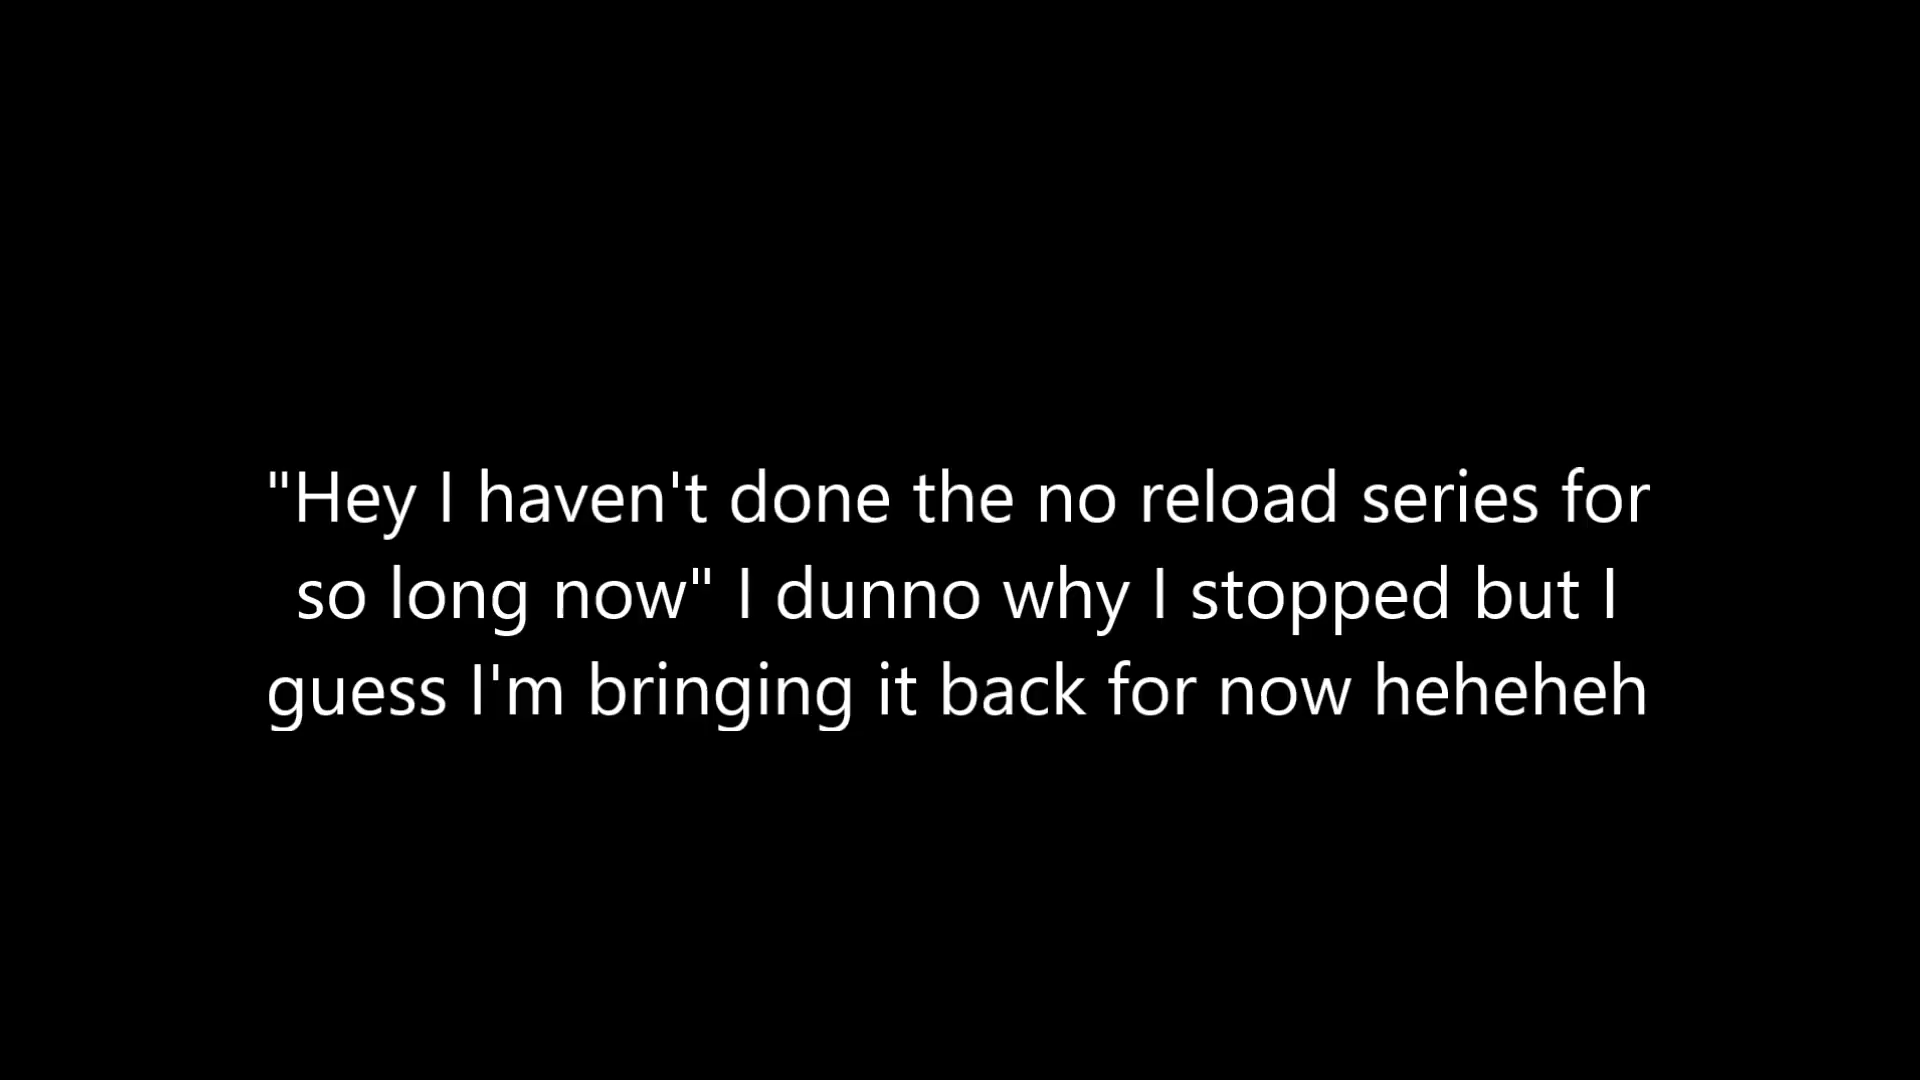 "Hey I haven't done the no reload series for
so long now" I dunno why I stopped but I
guess I'm bringing it back for now heheheh